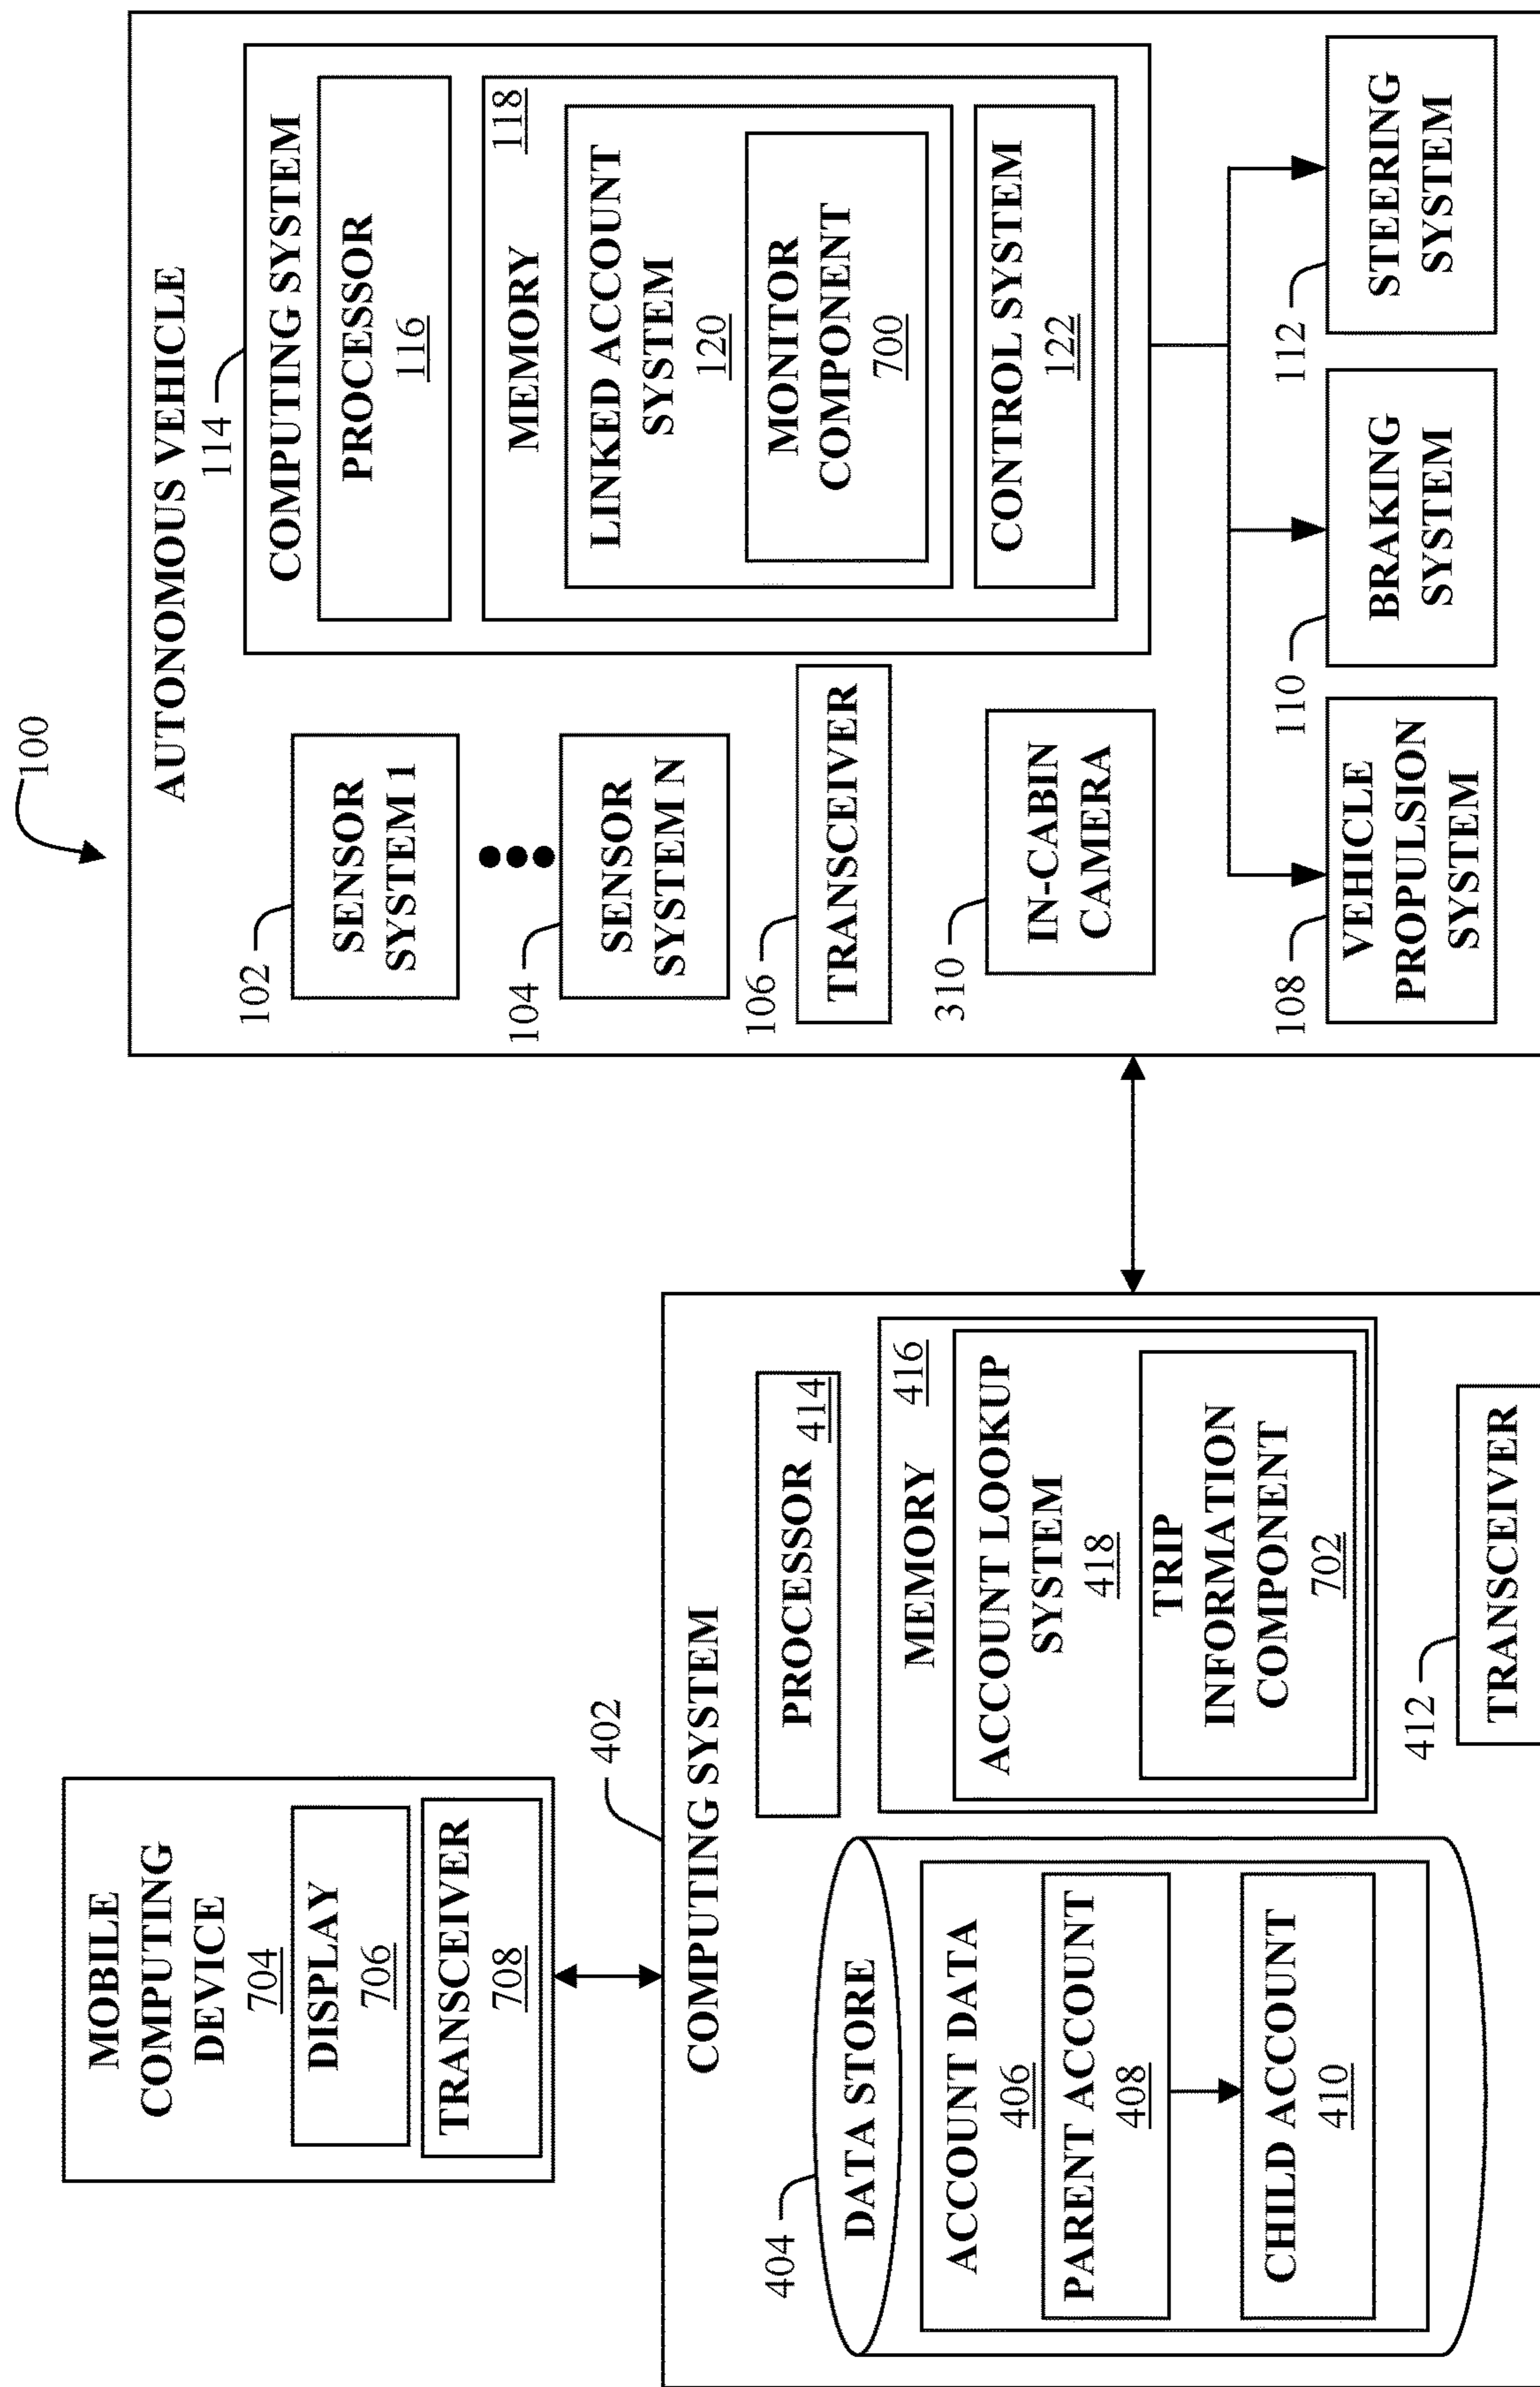 MOBILE
COMPUTING
DEVICE
704
DISPLAY
706
TRANSCEIVER
708
402
COMPUTING SYSTEM
404
DATA STORE
ACCOUNT DATA
406
PARENT ACCOUNT
408
CHILD ACCOUNT
410
PROCESSOR
414
MEMORY
416
ACCOUNT LOOKUP
SYSTEM
418
TRIP
INFORMATION
COMPONENT
702
412
TRANSCEIVER
100
AUTONOMOUS VEHICLE
102
SENSOR
SYSTEM 1
104
SENSOR
SYSTEM N
106
TRANSCEIVER
310
IN-CABIN
CAMERA
114
COMPUTING SYSTEM
PROCESSOR
116
MEMORY
118
LINKED ACCOUNT
SYSTEM
120
MONITOR
COMPONENT
700
CONTROL SYSTEM
122
108
VEHICLE
PROPULSION
SYSTEM
110
BRAKING
SYSTEM
112
STEERING
SYSTEM